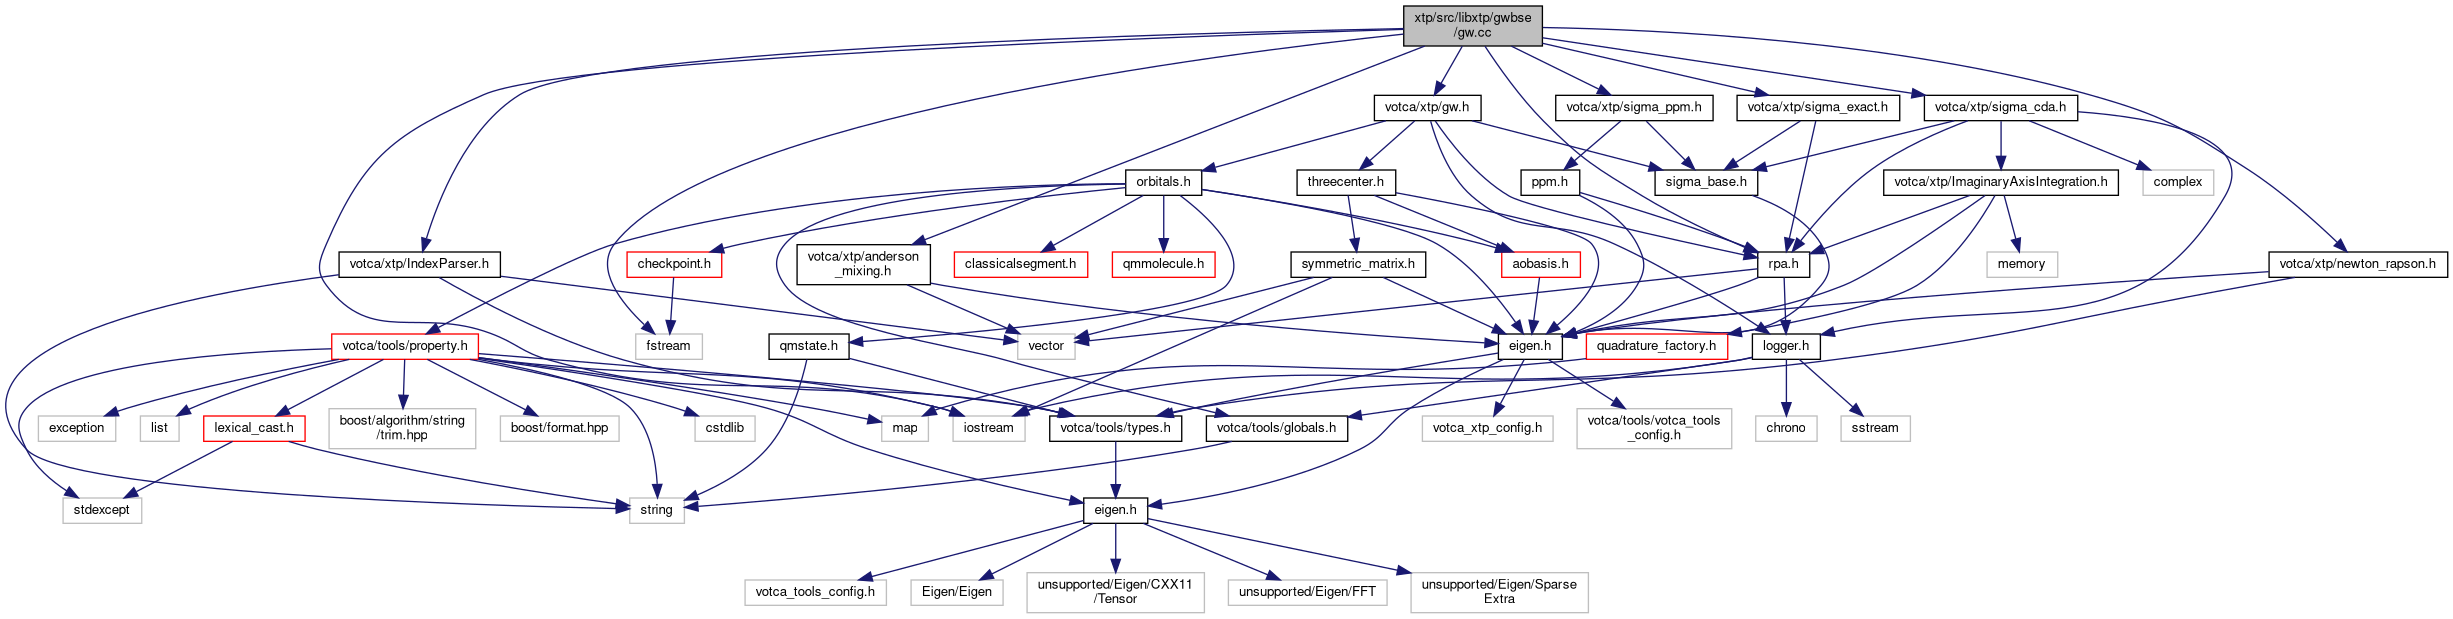 xtp/src/libxtp/gwbse
/gw.cc
votca/xtp/gw.h
votca/xtp/sigma_ppm.h
votca/xtp/sigma_exact.h
votca/xtp/sigma_cda.h
orbitals.h
threecenter.h
ppm.h
sigma_base.h
votca/xtp/ImaginaryAxisIntegration.h
complex
votca/xtp/IndexParser.h
checkpoint.h
votca/xtp/anderson
_mixing.h
classicalsegment.h
qmmolecule.h
symmetric_matrix.h
aobasis.h
rpa.h
memory
votca/xtp/newton_rapson.h
votca/tools/property.h
fstream
qmstate.h
vector
eigen.h
quadrature_factory.h
logger.h
exception
list
lexical_cast.h
boost/algorithm/string
/trim.hpp
boost/format.hpp
cstdlib
map
iostream
votca/tools/types.h
votca/tools/globals.h
votca_xtp_config.h
votca/tools/votca_tools
_config.h
chrono
sstream
stdexcept
string
eigen.h
votca_tools_config.h
Eigen/Eigen
unsupported/Eigen/CXX11
/Tensor
unsupported/Eigen/FFT
unsupported/Eigen/Sparse
Extra